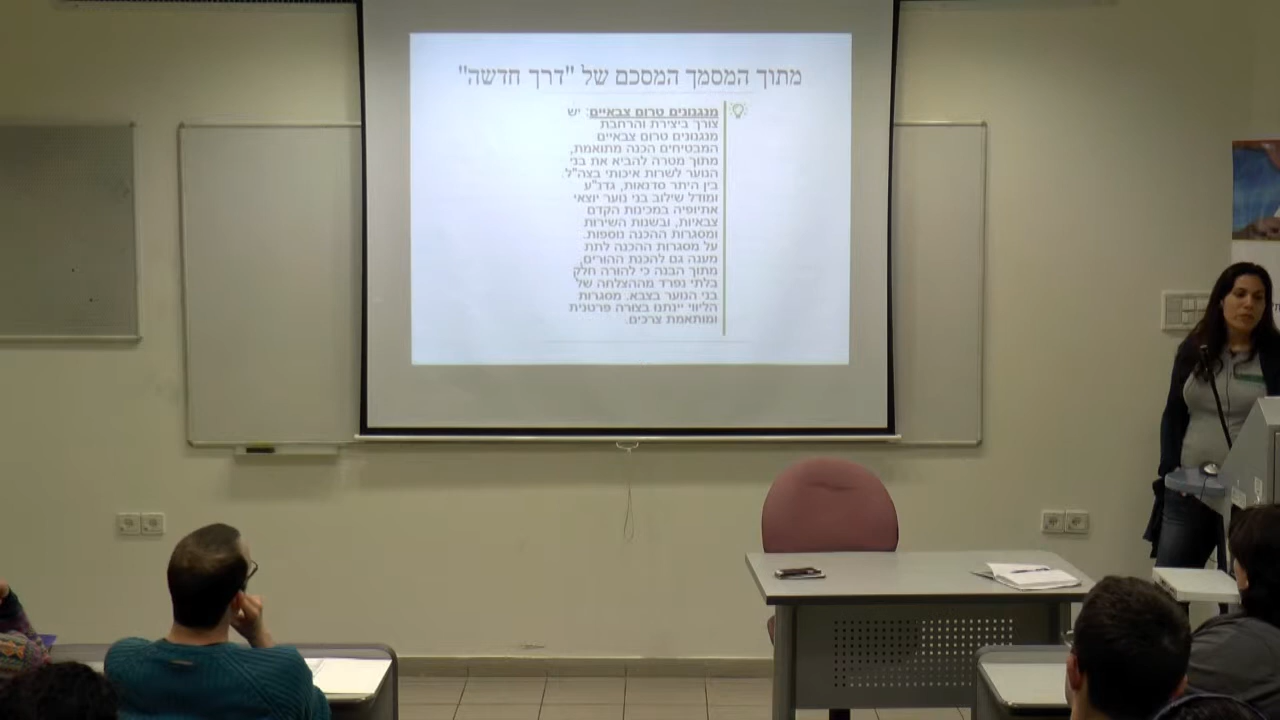 מתוך המסמך המסכם של "דרך חדשה"
מנגנונים טרום צבאיים: יש
צורך ביצירת והרחבת
מנגנונים טרום צבאיים
המבטיחים הכנה מתואמת,
מתוך מטרה להביא את בני
הנוער לשרות איכותי בצה"ל.
בין היתר סדנאות, גדנ"ע
ומודל שילוב בני נוער יוצאי
אתיופיה במכינות הקדם
צבאיות, ובשנות השירות
ומסגרות ההכנה נוספות.
על מסגרות ההכנה לתת
מענה גם להכנת ההורים,
מתוך הבנה כי להורה חלק
בלתי נפרד מההצלחה של
בני הנוער בצבא. מסגרות
הליווי יינתנו בצורה פרטנית
ומותאמת צרכים.